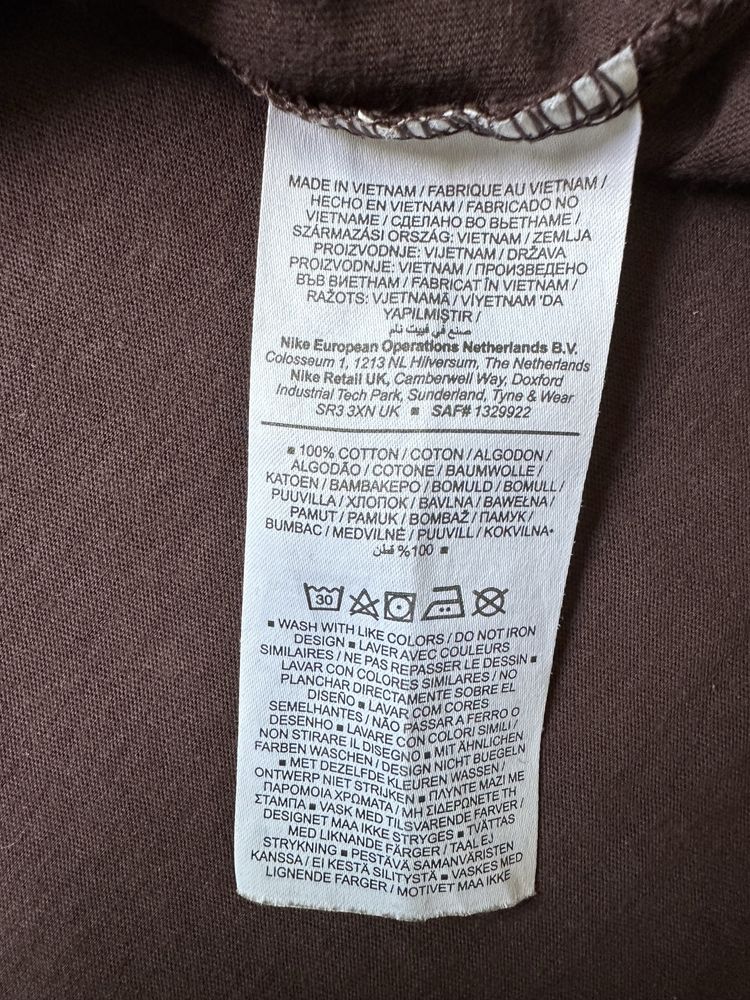 MADE IN VIETNAM / FABRIQUE AU VIETNAM /
HECHO EN VIETNAM / FABRICADO NO
VIETNAME / СДЕЛАНО ВО ВЬЕТНАМЕ /
SZÁRMAZÁSI ORSZÁG: VIETNAM / ZEMLJA
PROIZVODNJE: VIJETNAM / DRŽAVA
PROIZVODNJE: VIETNAM / ПРОИЗВЕДЕНО
ВЪВ ВИЕТНАМ / FABRICAT ÎN VIETNAM /
RAŽOTS: VJETNAMĀ / VİYETNAM 'DA
YAPILMIŞTIR /
صنع في فييت نام
Nike European Operations Netherlands B.V.
Colosseum 1, 1213 NL Hilversum, The Netherlands
Nike Retail UK, Camberwell Way, Doxford
Industrial Tech Park, Sunderland, Tyne & Wear
SR3 3XN UK ▪ SAF# 1329922
▪ 100% COTTON / COTON / ALGODON /
ALGODÃO / COTONE / BAUMWOLLE /
KATOEN / ΒΑΜΒΑΚΕΡΟ / BOMULD / BOMULL /
PUUVILLA / ХЛОПОК / BAVLNA / BAWEŁNA /
PAMUT / PAMUK / BOMBAŽ / ПАМУК /
BUMBAC / MEDVILNĖ / PUUVILL / KOKVILNA•
100% قطن ▪
30
▪ WASH WITH LIKE COLORS / DO NOT IRON
DESIGN ▪ LAVER AVEC COULEURS
SIMILAIRES / NE PAS REPASSER LE DESSIN ▪
LAVAR CON COLORES SIMILARES / NO
PLANCHAR DIRECTAMENTE SOBRE EL
DISEÑO ▪ LAVAR COM CORES
SEMELHANTES / NÃO PASSAR A FERRO O
DESENHO ▪ LAVARE CON COLORI SIMILI /
NON STIRARE IL DISEGNO ▪ MIT ÄHNLICHEN
FARBEN WASCHEN / DESIGN NICHT BUEGELN
▪ MET DEZELFDE KLEUREN WASSEN /
ONTWERP NIET STRIJKEN ▪ ΠΛΥΝΤΕ ΜΑΖΙ ΜΕ
ΠΑΡΟΜΟΙΑ ΧΡΩΜΑΤΑ / ΜΗ ΣΙΔΕΡΩΝΕΤΕ ΤΗ
ΣΤΑΜΠΑ ▪ VASK MED TILSVARENDE FARVER /
DESIGNET MAA IKKE STRYGES ▪ TVÄTTAS
MED LIKNANDE FÄRGER / TAAL EJ
STRYKNING ▪ PESTÄVÄ SAMANVÄRISTEN
KANSSA / EI KESTÄ SILITYSTÄ ▪ VASKES MED
LIGNENDE FARGER / MOTIVET MAA IKKE